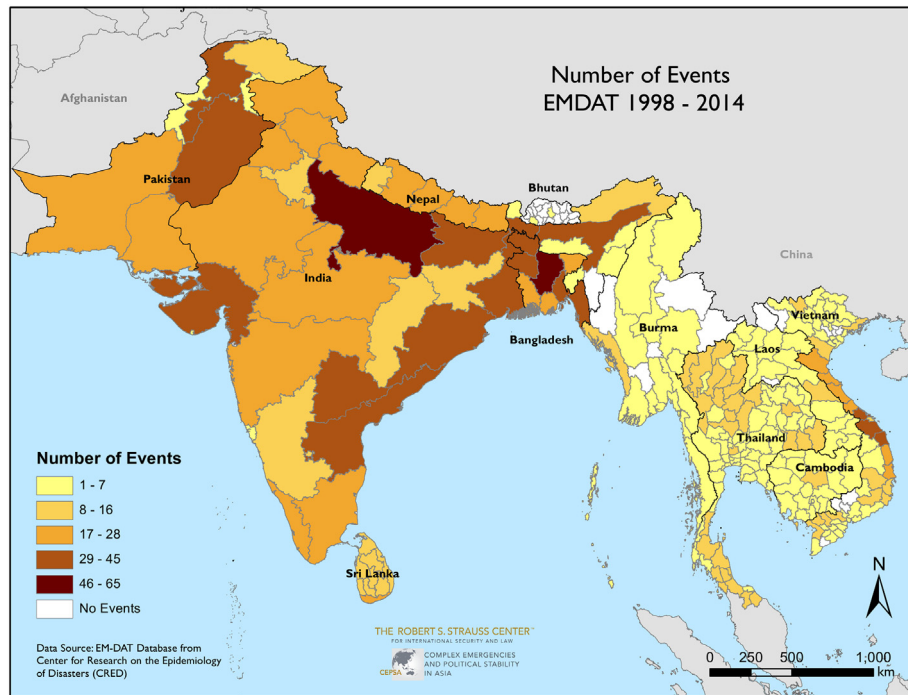 Number of Events
EMDAT 1998 - 2014
Afghanistan
Pakistan
Nepal
Bhutan
China
India
Bangladesh
Burma
Vietnam
Laos
Thailand
Cambodia
Sri Lanka
Number of Events
1 - 7
8 - 16
17 - 28
29 - 45
46 - 65
No Events
Data Source: EM-DAT Database from
Center for Research on the Epidemiology
of Disasters (CRED)
THE ROBERT S. STRAUSS CENTER™
FOR INTERNATIONAL SECURITY AND LAW
CEPSA
COMPLEX EMERGENCIES
AND POLITICAL STABILITY
IN ASIA
N
0 250 500 1,000
km